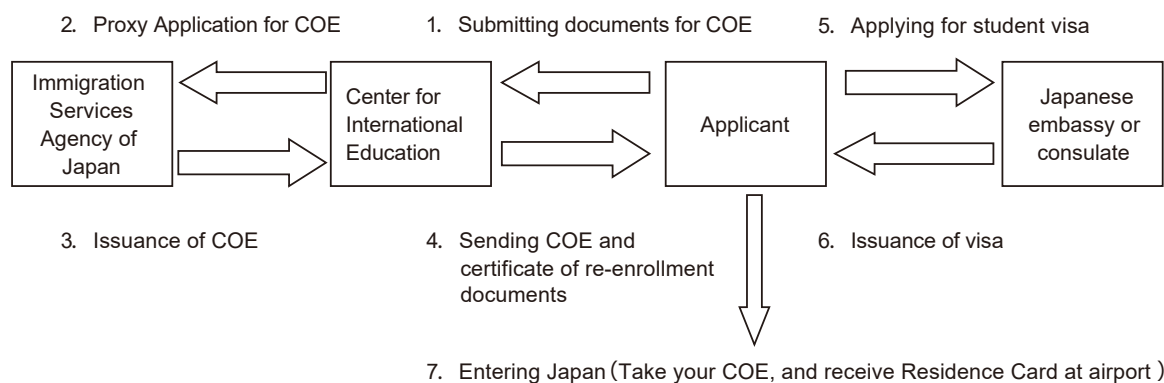 2. Proxy Application for COE
1. Submitting documents for COE
5. Applying for student visa
Immigration
Services
Agency of
Japan
Center for
International
Education
Applicant
Japanese
embassy or
consulate
3. Issuance of COE
4. Sending COE and
certificate of re-enrollment
documents
6. Issuance of visa
7. Entering Japan（Take your COE, and receive Residence Card at airport）